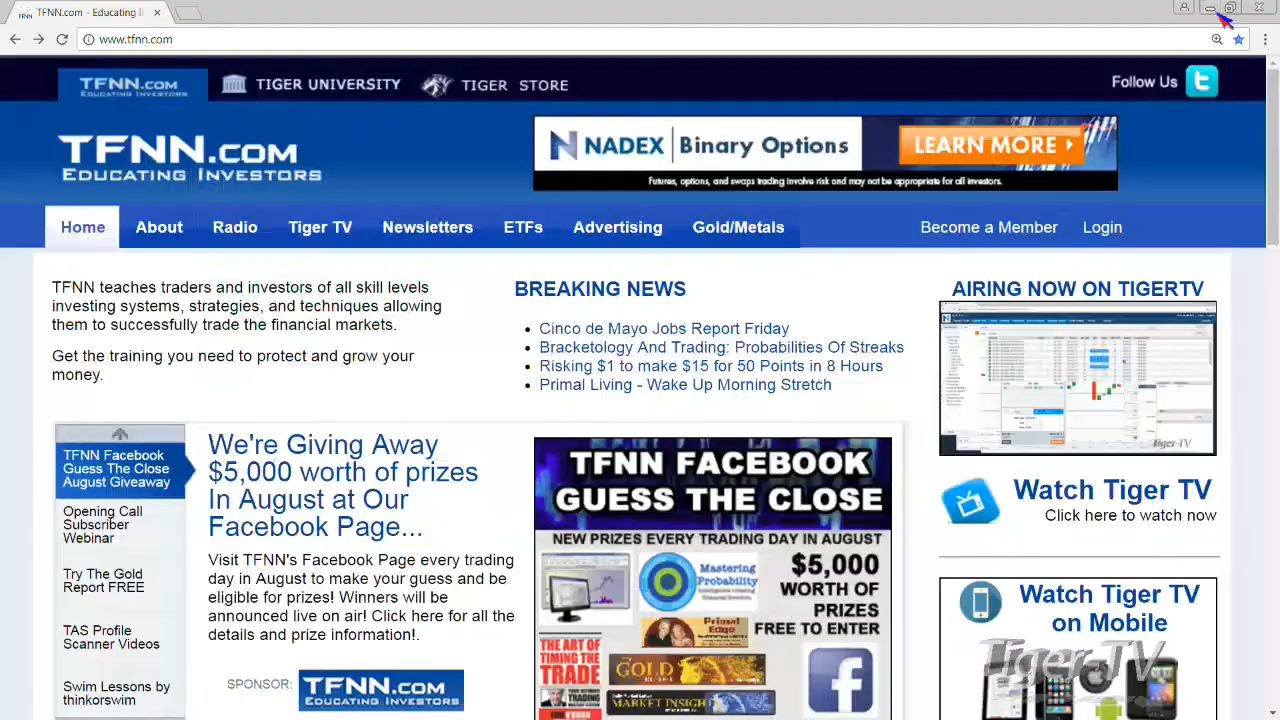 TFNN.com - Educating I
www.tfnn.com
TFNN.COM
EDUCATING INVESTORS
TIGER UNIVERSITY
TIGER STORE
Follow Us
TFNN.COM
EDUCATING INVESTORS
NADEX Binary Options
LEARN MORE
Futures, options, and swaps trading involve risk and may not be appropriate for all investors.
Home About Radio Tiger TV Newsletters ETFs Advertising Gold/Metals Become a Member Login
TFNN teaches traders and investors of all skill levels
investing systems, strategies, and techniques allowing
them to successfully trade the financial markets.
Get the training you need to protect and grow your
money.
BREAKING NEWS
Cinco de Mayo Jobs Report Friday
Bracketology And Trading: Probabilities Of Streaks
Risking $1 to make $15 for 50 Points in 8 Hours
Primal Living - Wake Up Morning Stretch
AIRING NOW ON TIGERTV
Tiger-TV
Watch Tiger TV
Click here to watch now
Watch Tiger TV
on Mobile
Tiger-TV
TFNN Facebook
Guess The Close
August Giveaway
Opening Call
Subscriber
Webinar
Try The Gold
Report FREE
TAS Profile
Scanner Videos
Swim Lessons by
thinkorswim
We're Giving Away
$5,000 worth of prizes
In August at Our
Facebook Page...
Visit TFNN's Facebook Page every trading
day in August to make your guess and be
eligible for prizes! Winners will be
announced live on air! Click here for all the
details and prize information!.
SPONSOR:
TFNN.COM
EDUCATING INVESTORS
TFNN FACEBOOK
GUESS THE CLOSE
NEW PRIZES EVERY TRADING DAY IN AUGUST
Mastering
Probability
$5,000
WORTH OF
PRIZES
FREE TO ENTER
Primal
Edge
THE ART OF
TIMING THE
TRADE
GOLD
MARKET INSIGHT